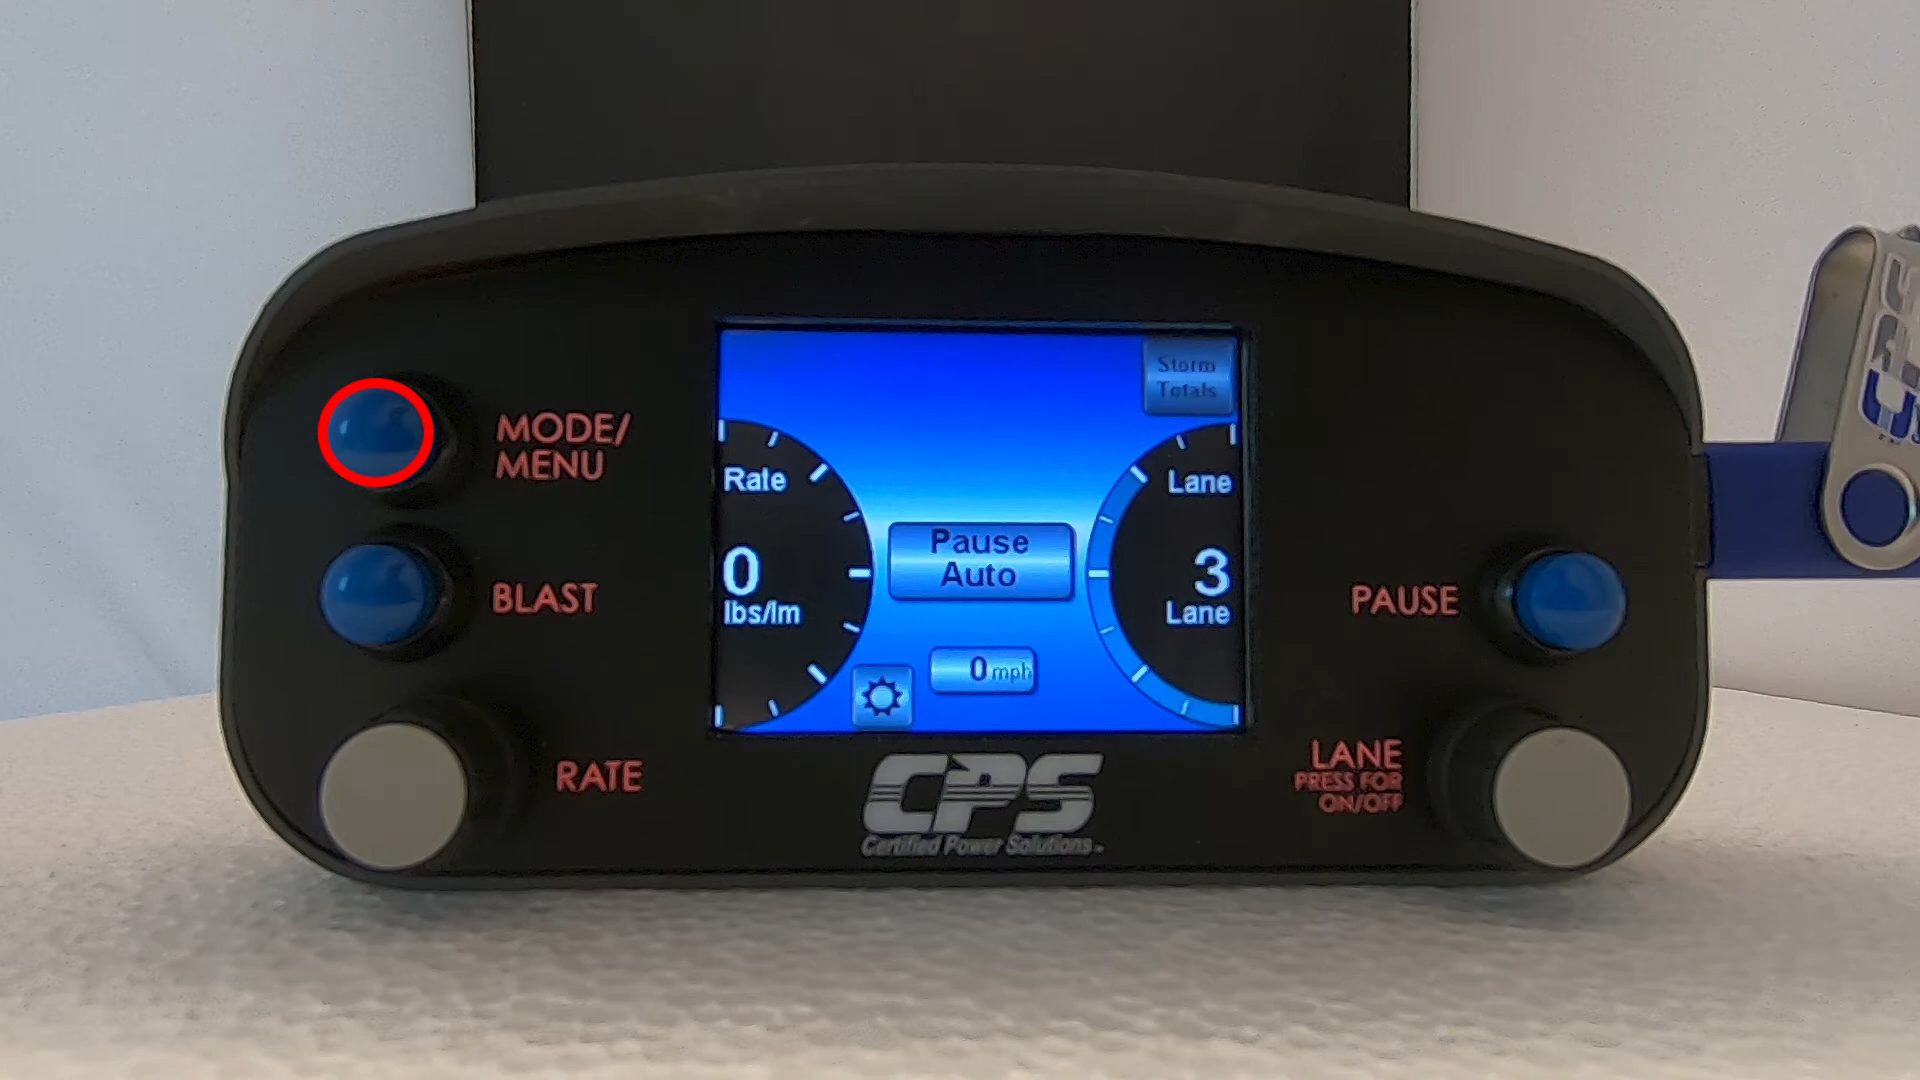 Storm
Totals
MODE/
MENU
Rate
Lane
Pause
Auto
0
lbs/lm
3
Lane
BLAST
PAUSE
0 mph
RATE
LANE
PRESS FOR
ON/OFF
CPS
Certified Power Solutions